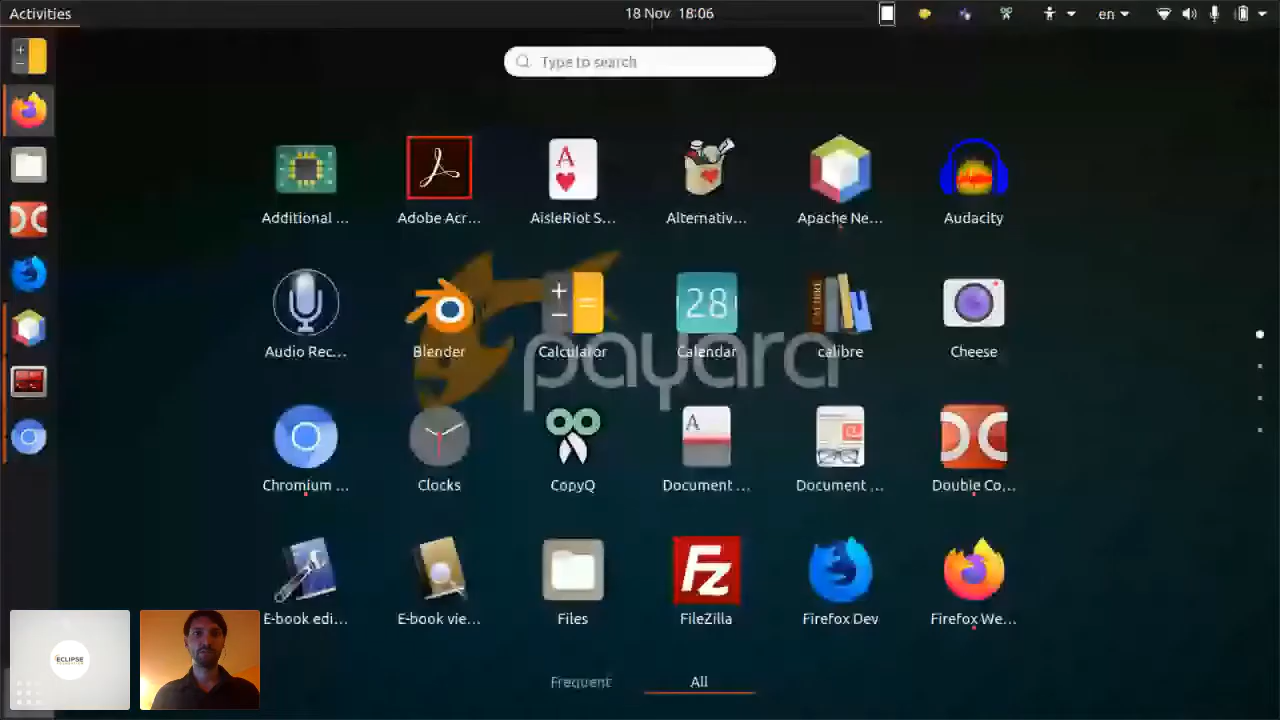 Activities
18 Nov 18:06
en
Type to search
Additional ...
Adobe Acr...
AisleRiot S...
Alternativ...
Apache Ne...
Audacity
Audio Rec...
Blender
Calculator
28
Calendar
calibre
Cheese
payara
Chromium ...
Clocks
CopyQ
A
Document ...
Document ...
Double Co...
E-book edi...
E-book vie...
Files
FZ
FileZilla
Firefox Dev
Firefox We...
ECLIPSE
Frequent
All